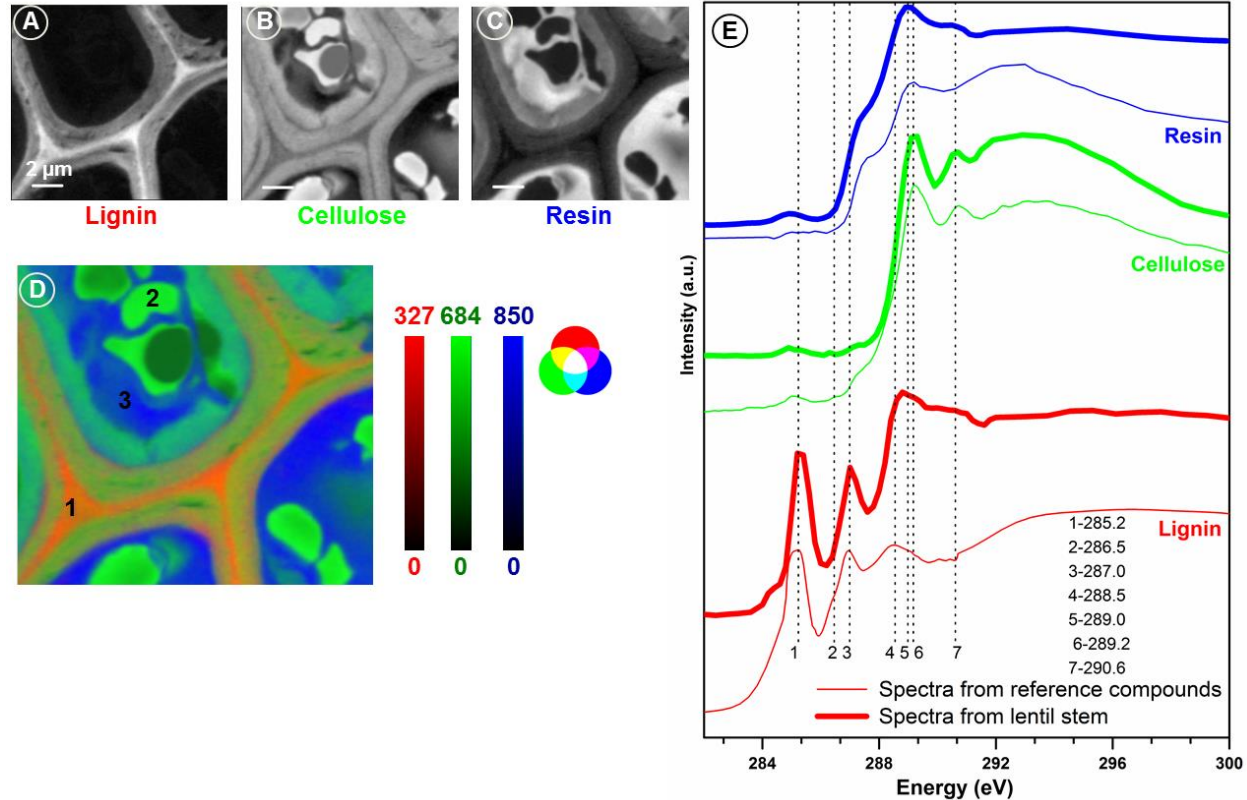 A
B
C
2 µm
Lignin
Cellulose
Resin
D
2
3
1
327 684 850
0 0 0
E
Intensity (a.u.)
Resin
Cellulose
Lignin
1-285.2
2-286.5
3-287.0
4-288.5
5-289.0
6-289.2
7-290.6
1 2 3 4 5 6 7
Spectra from reference compounds
Spectra from lentil stem
284 288 292 296 300
Energy (eV)